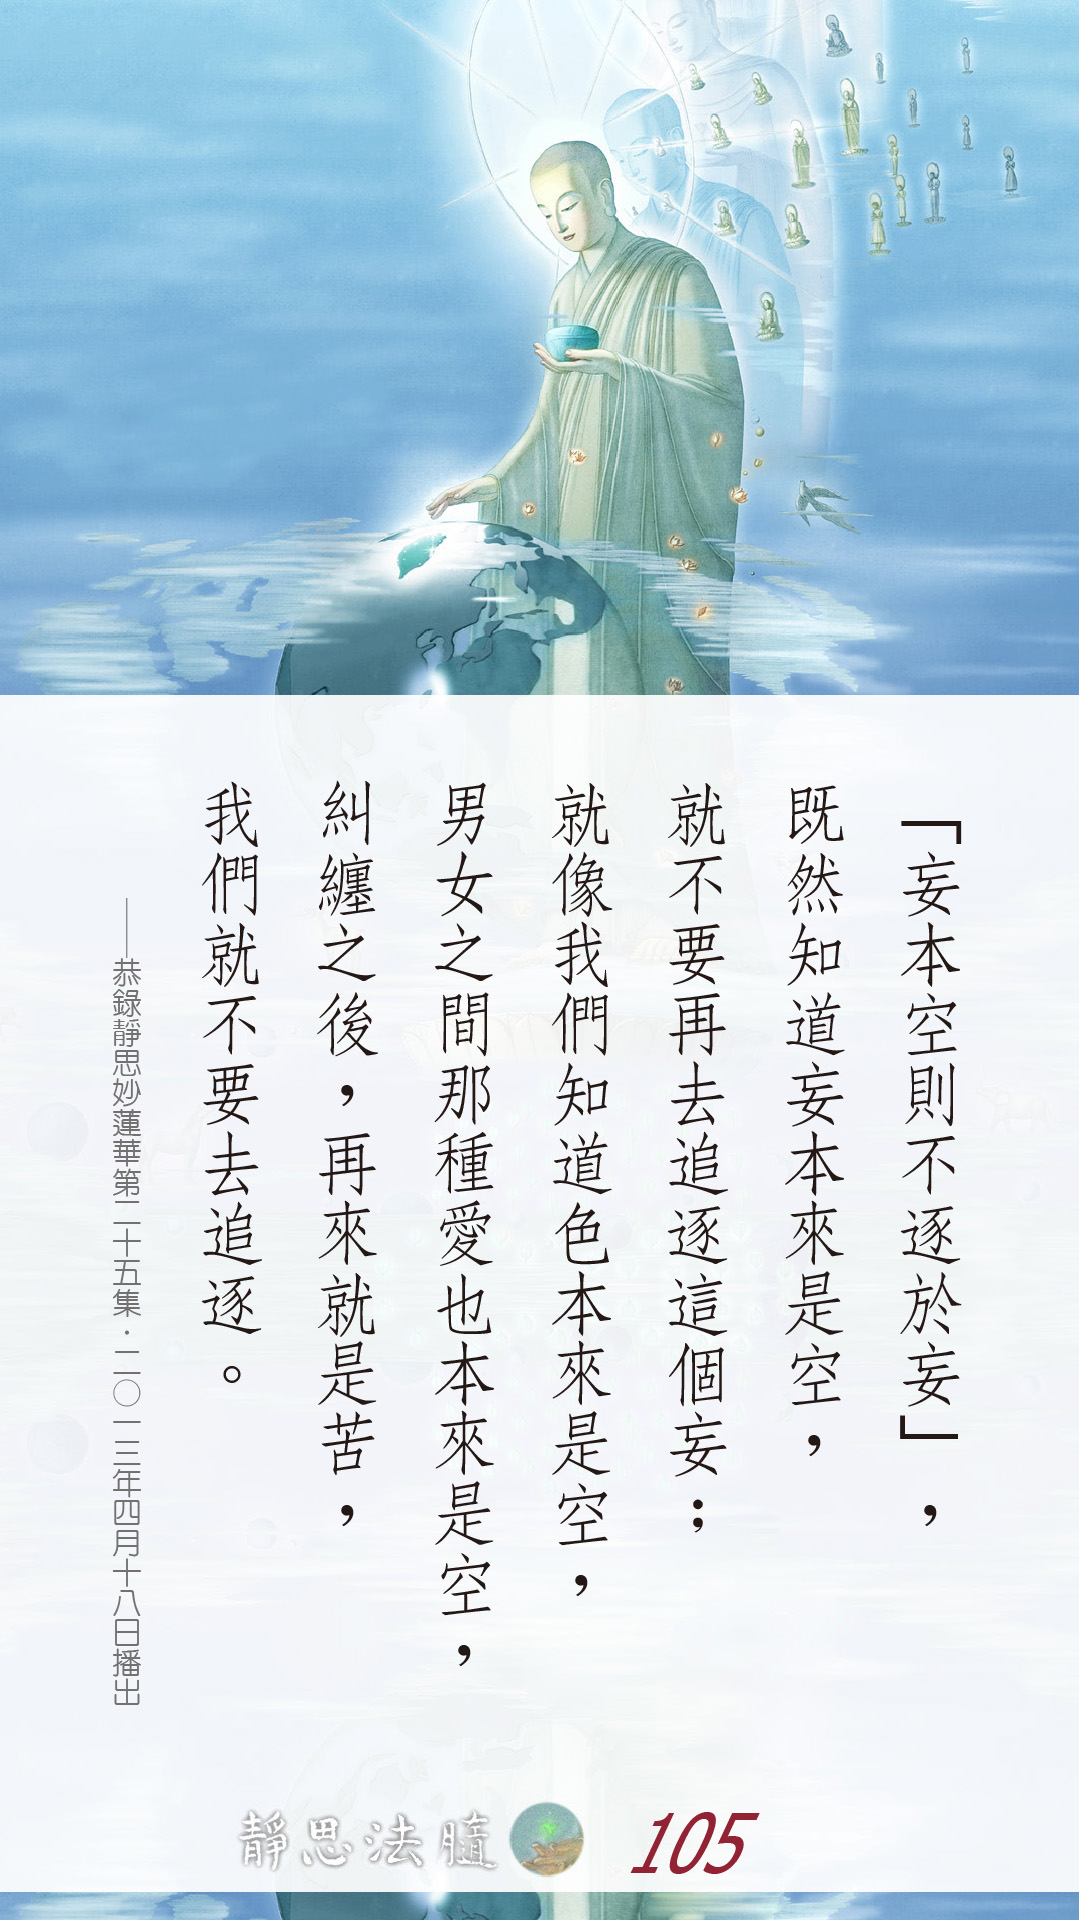 「妄本空則不逐於妄」，
既然知道妄本來是空，
就不要再去追逐這個妄；
就像我們知道色本來是空，
男女之間那種愛也本來是空，
糾纏之後，再來就是苦，
我們就不要去追逐。
——恭錄靜思妙蓮華第二十五集．二〇一三年四月十八日播出
靜思法髓
105